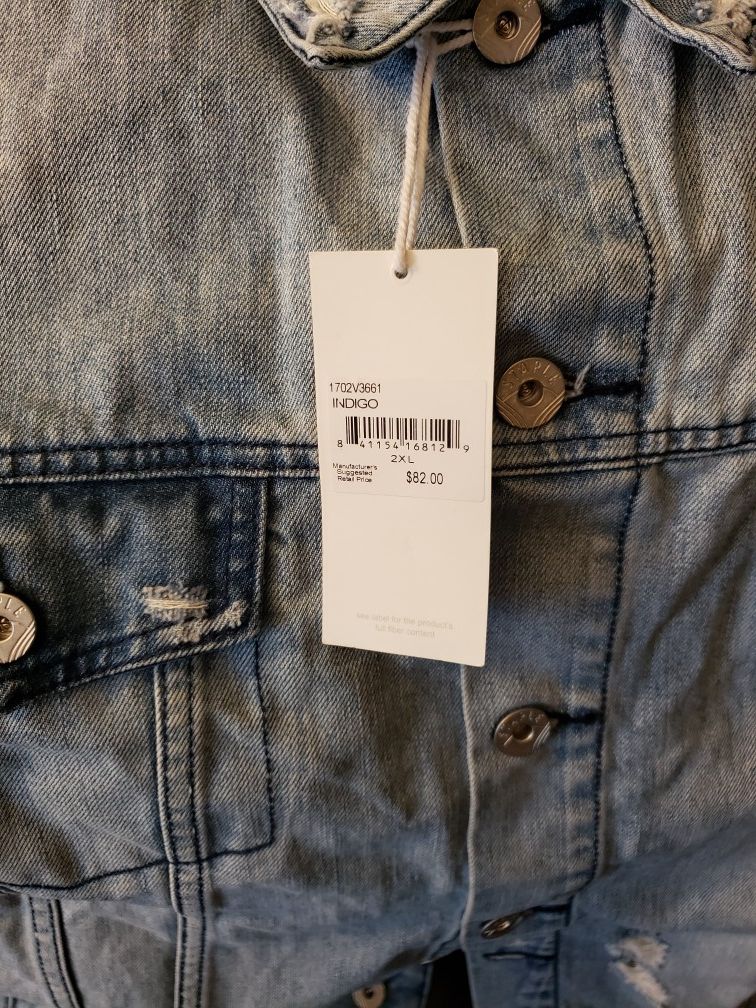 STAPLE
1702V3661
INDIGO
8 41154 16812 9
2XL
Manufacturer's
Suggested
Retail Price
$82.00
see label for the product's
full fiber content